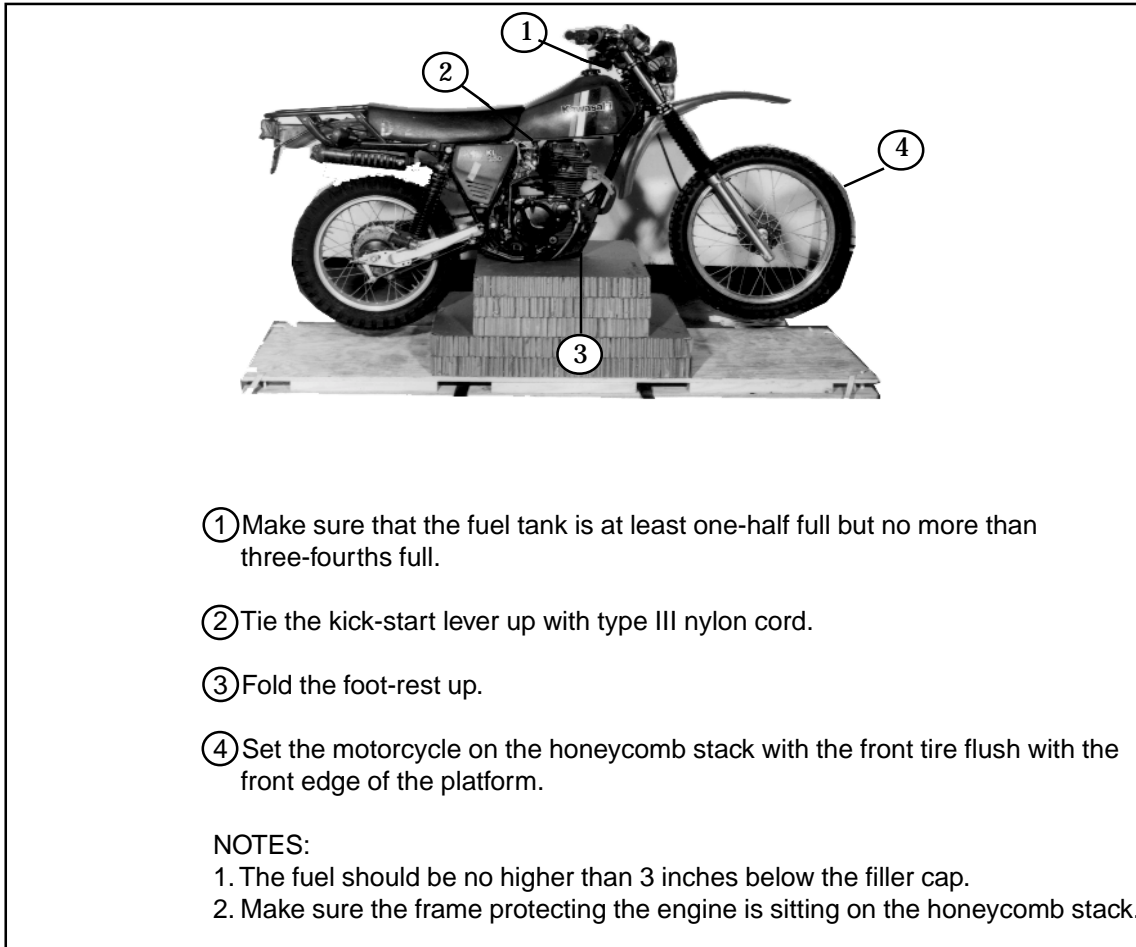 1
2
Kawasaki
4
KL
250
3
1 Make sure that the fuel tank is at least one-half full but no more than
three-fourths full.
2 Tie the kick-start lever up with type III nylon cord.
3 Fold the foot-rest up.
4 Set the motorcycle on the honeycomb stack with the front tire flush with the
front edge of the platform.
NOTES:
1. The fuel should be no higher than 3 inches below the filler cap.
2. Make sure the frame protecting the engine is sitting on the honeycomb stack.